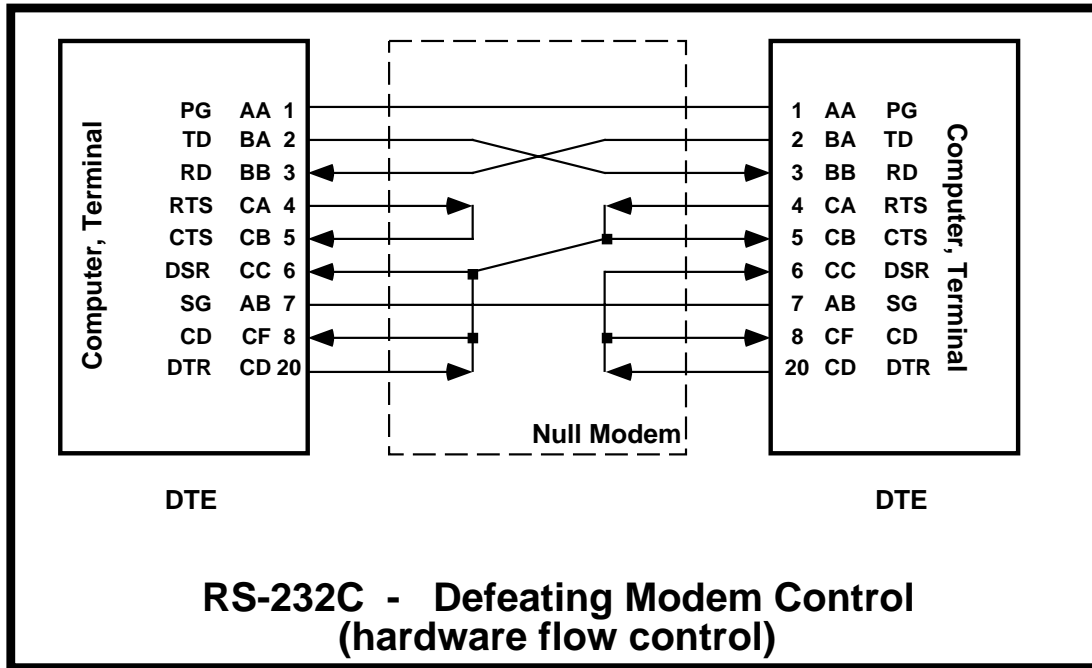 Computer, Terminal
PG AA 1
TD BA 2
RD BB 3
RTS CA 4
CTS CB 5
DSR CC 6
SG AB 7
CD CF 8
DTR CD 20
Null Modem
1 AA PG
2 BA TD
3 BB RD
4 CA RTS
5 CB CTS
6 CC DSR
7 AB SG
8 CF CD
20 CD DTR
Computer, Terminal
DTE
DTE
RS-232C - Defeating Modem Control
(hardware flow control)